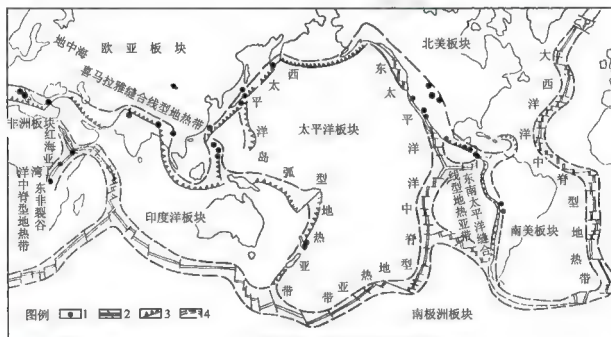 欧亚板块
北美板块
地中海
喜马拉雅缝合线型地热带
太平洋板块
西太平洋岛弧型地热亚带
东太平洋中脊型地热亚带
大西洋中脊型地热带
非洲板块
红海亚丁湾东非裂谷
洋中脊型地热带
印度洋板块
东南太平洋缝合
线型地热亚带
南美板块
南极洲板块
图例 1 2 3 4